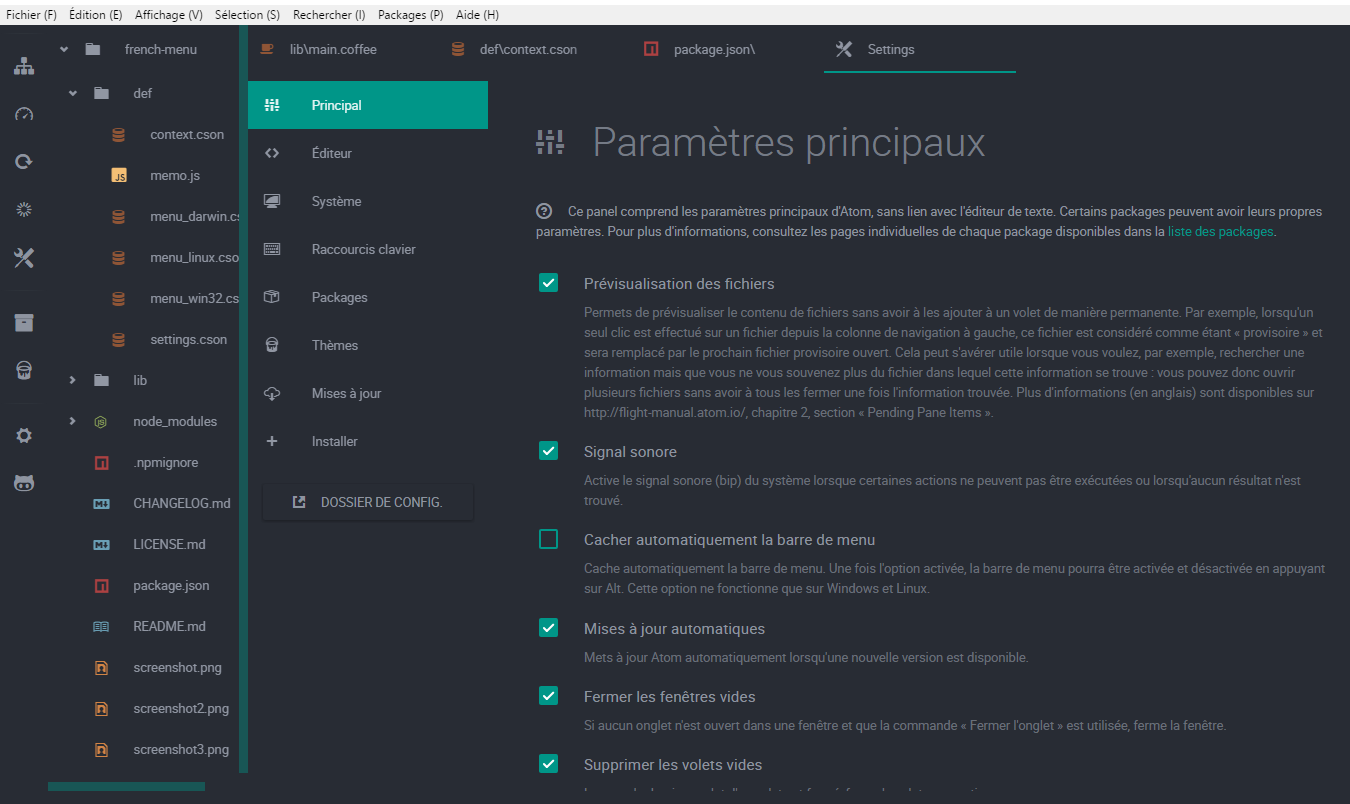 Fichier (F) Édition (E) Affichage (V) Sélection (S) Rechercher (I) Packages (P) Aide (H)
french-menu
def
context.cson
JS memo.js
menu_darwin.cs
menu_linux.cso
menu_win32.cs
settings.cson
lib
node_modules
.npmignore
CHANGELOG.md
LICENSE.md
package.json
README.md
screenshot.png
screenshot2.png
screenshot3.png
lib\main.coffee def\context.cson package.json\ Settings
Principal
Éditeur
Système
Raccourcis clavier
Packages
Thèmes
Mises à jour
Installer
DOSSIER DE CONFIG.
Paramètres principaux
Ce panel comprend les paramètres principaux d'Atom, sans lien avec l'éditeur de texte. Certains packages peuvent avoir leurs propres
paramètres. Pour plus d'informations, consultez les pages individuelles de chaque package disponibles dans la liste des packages.
Prévisualisation des fichiers
Permets de prévisualiser le contenu de fichiers sans avoir à les ajouter à un volet de manière permanente. Par exemple, lorsqu'un
seul clic est effectué sur un fichier depuis la colonne de navigation à gauche, ce fichier est considéré comme étant « provisoire » et
sera remplacé par le prochain fichier provisoire ouvert. Cela peut s'avérer utile lorsque vous voulez, par exemple, rechercher une
information mais que vous ne vous souvenez plus du fichier dans lequel cette information se trouve : vous pouvez donc ouvrir
plusieurs fichiers sans avoir à tous les fermer une fois l'information trouvée. Plus d'informations (en anglais) sont disponibles sur
http://flight-manual.atom.io/, chapitre 2, section « Pending Pane Items ».
Signal sonore
Active le signal sonore (bip) du système lorsque certaines actions ne peuvent pas être exécutées ou lorsqu'aucun résultat n'est
trouvé.
Cacher automatiquement la barre de menu
Cache automatiquement la barre de menu. Une fois l'option activée, la barre de menu pourra être activée et désactivée en appuyant
sur Alt. Cette option ne fonctionne que sur Windows et Linux.
Mises à jour automatiques
Mets à jour Atom automatiquement lorsqu'une nouvelle version est disponible.
Fermer les fenêtres vides
Si aucun onglet n'est ouvert dans une fenêtre et que la commande « Fermer l'onglet » est utilisée, ferme la fenêtre.
Supprimer les volets vides